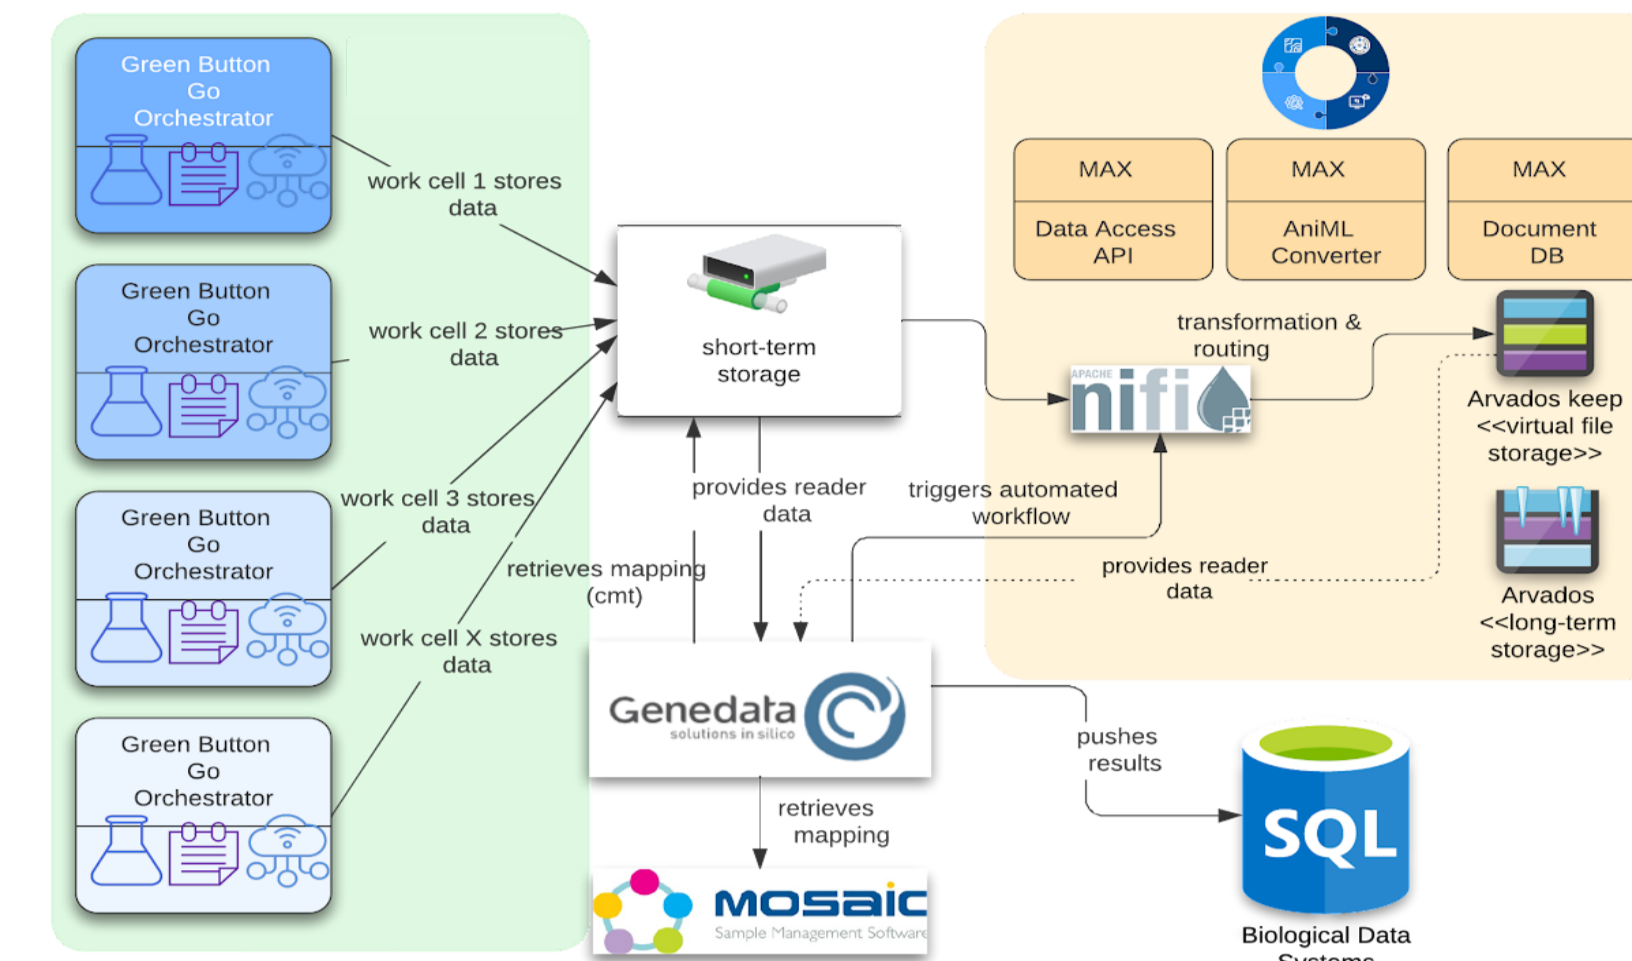 Green Button
Go
Orchestrator
work cell 1 stores
data
Green Button
Go
Orchestrator
work cell 2 stores
data
Green Button
Go
Orchestrator
work cell 3 stores
data
Green Button
Go
Orchestrator
work cell X stores
data
short-term
storage
provides reader
data
retrieves mapping
(cmt)
triggers automated
workflow
provides reader
data
Genedata
solutions in silico
retrieves
mapping
MOSAIC
Sample Management Software
pushes
results
SQL
Biological Data
Systems
MAX
Data Access
API
MAX
AniML
Converter
MAX
Document
DB
transformation &
routing
APACHE
nifi
Arvados keep
<<virtual file
storage>>
Arvados
<<long-term
storage>>